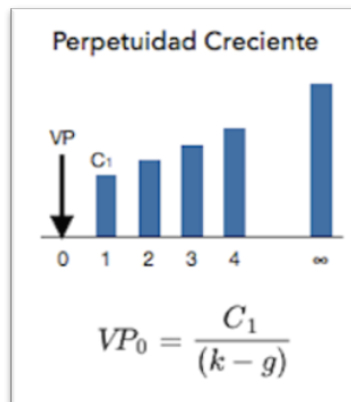 Perpetuidad Creciente
VP
C₁
0 1 2 3 4 ∞
VP₀ = C₁ / (k − g)